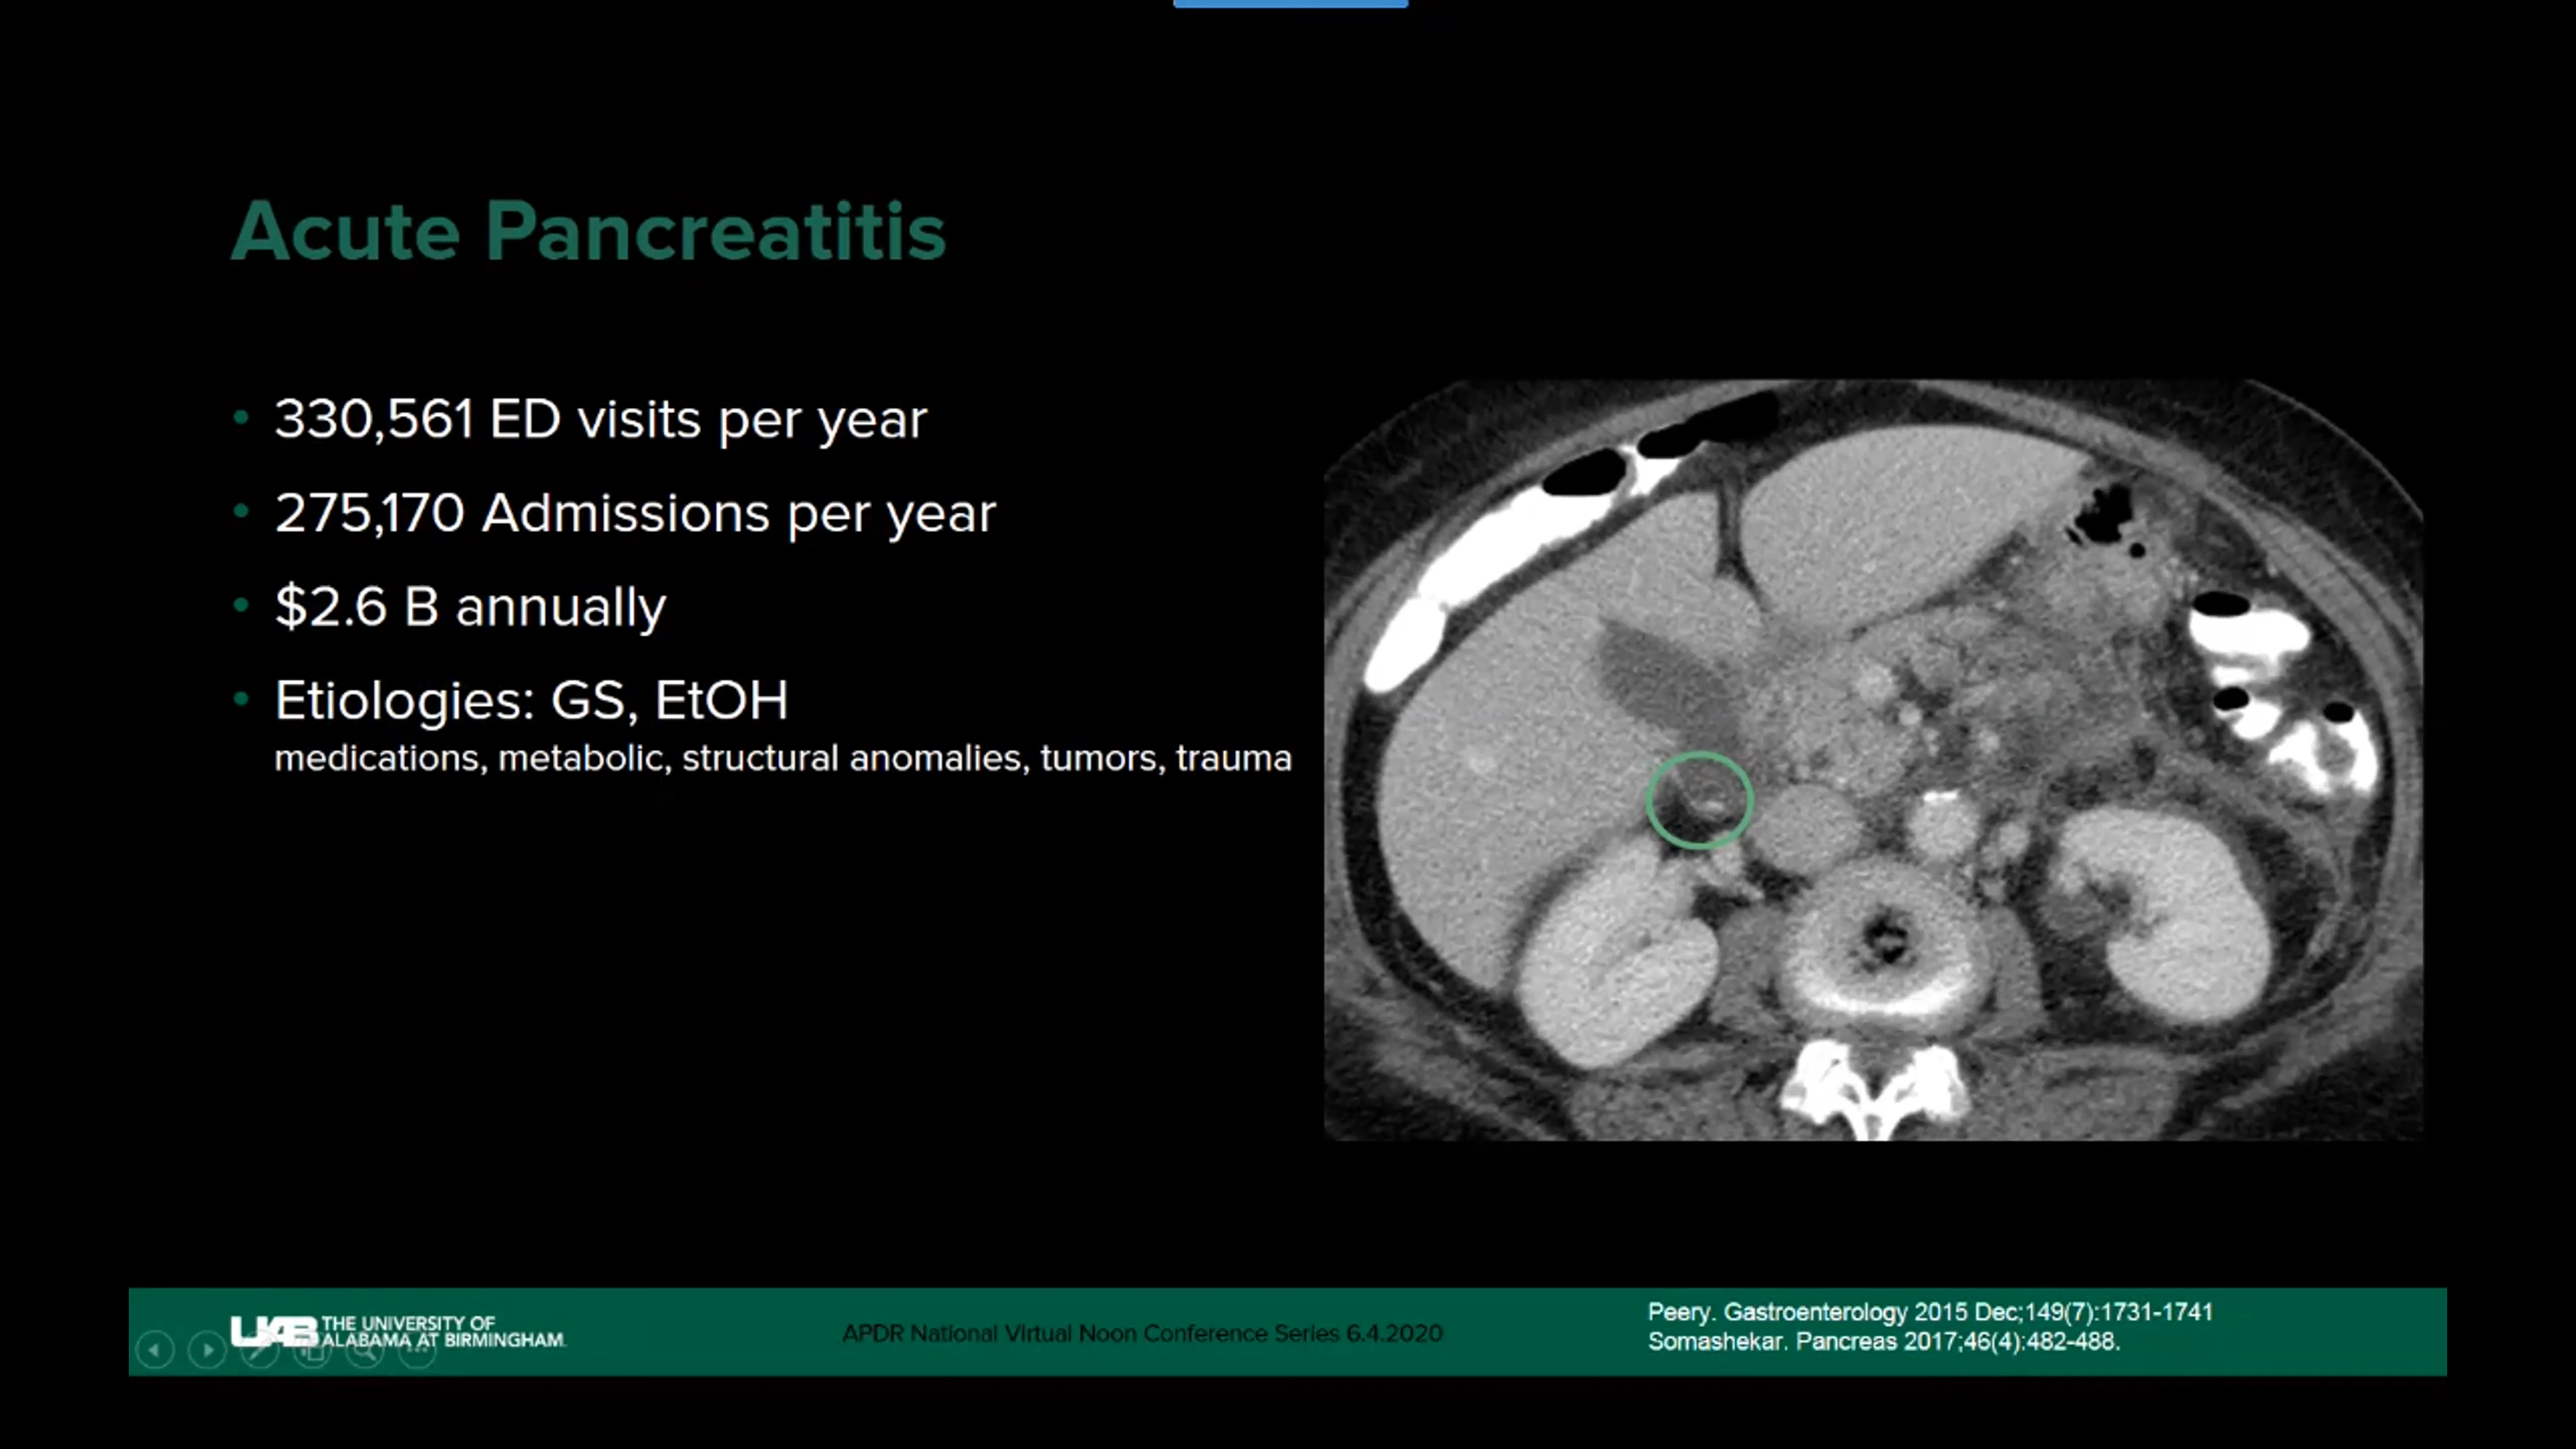 Acute Pancreatitis
• 330,561 ED visits per year
• 275,170 Admissions per year
• $2.6 B annually
• Etiologies: GS, EtOH
medications, metabolic, structural anomalies, tumors, trauma
UAB THE UNIVERSITY OF
ALABAMA AT BIRMINGHAM
APDR National Virtual Noon Conference Series 6.4.2020
Peery. Gastroenterology 2015 Dec;149(7):1731-1741
Somashekar. Pancreas 2017;46(4):482-488.